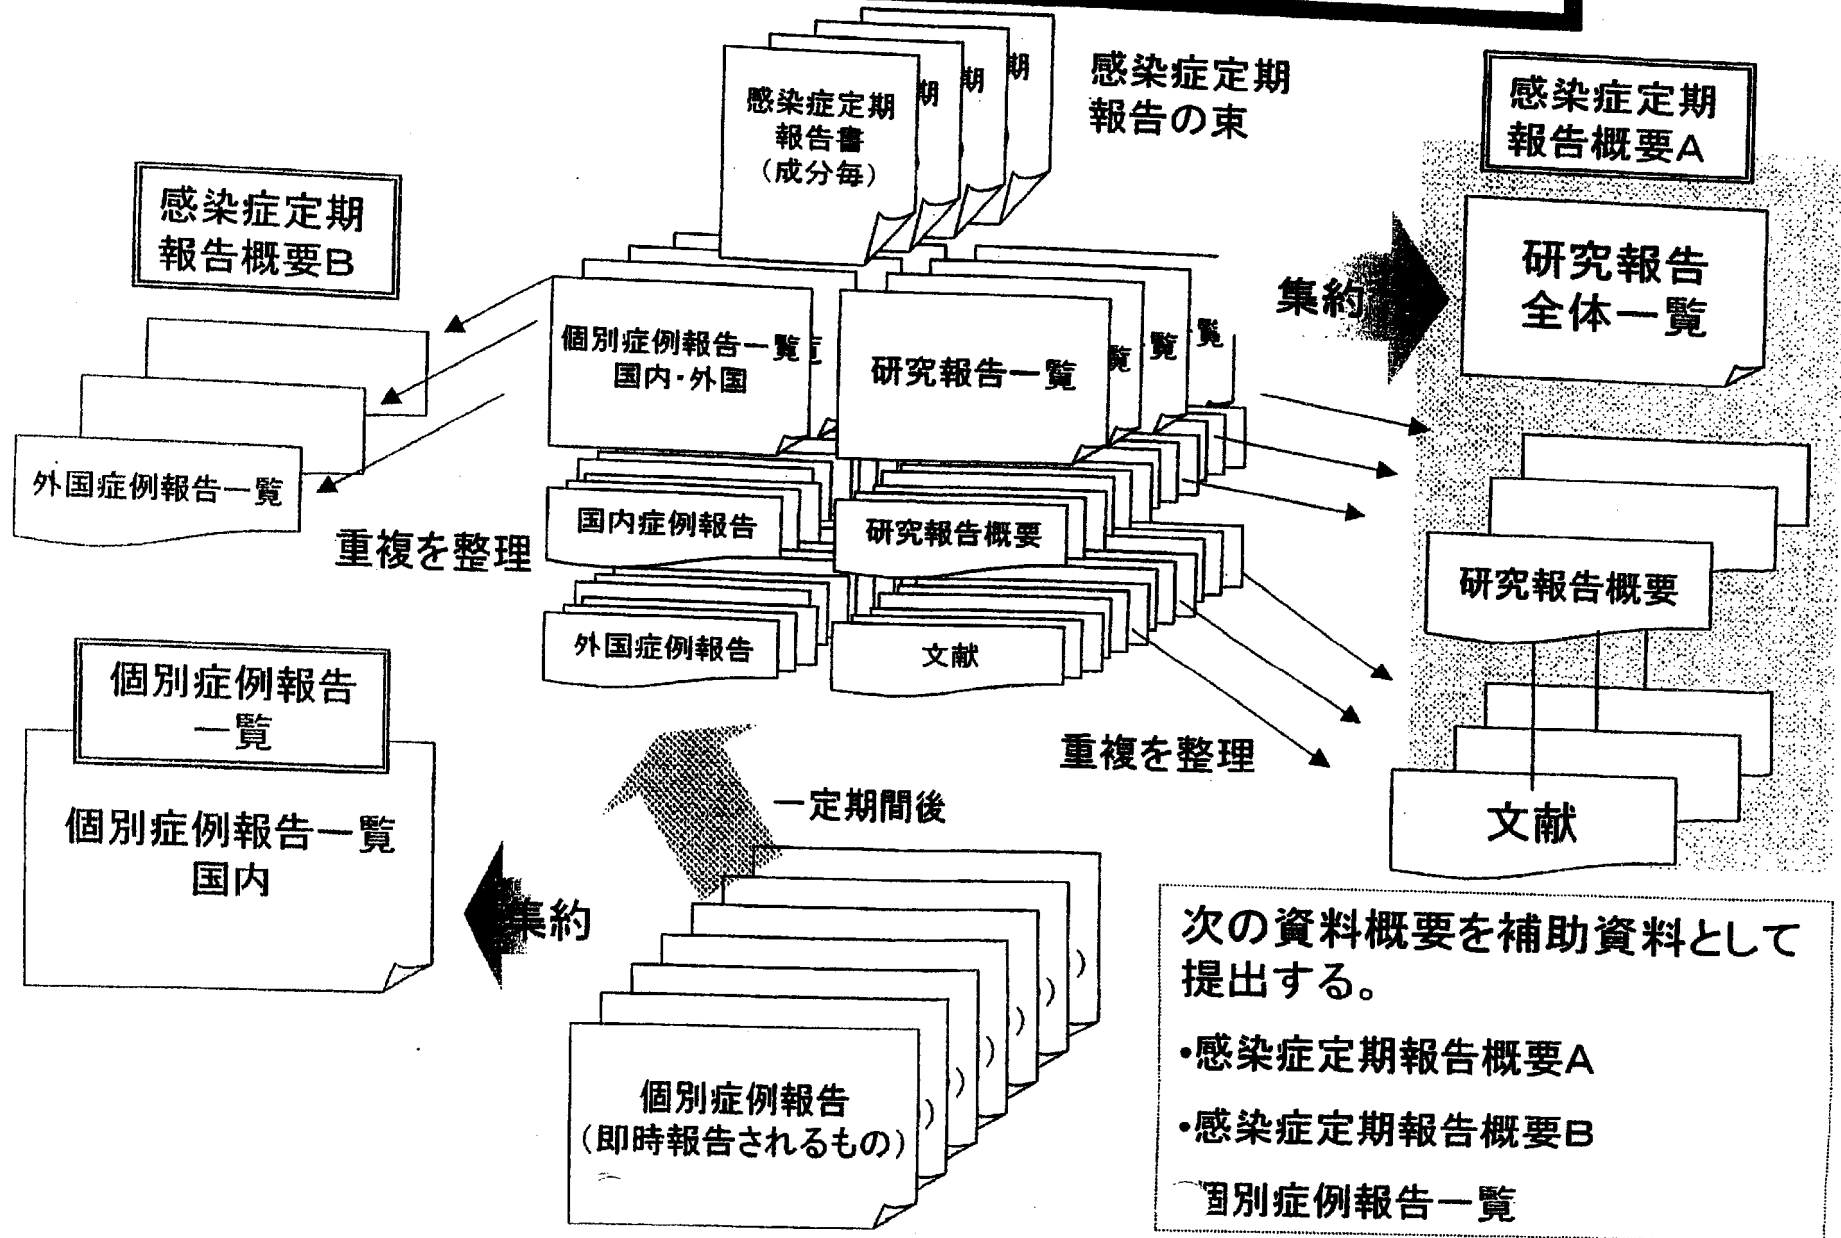 感染症定期
報告の束
感染症定期
報告書
(成分毎)
期
期
期
感染症定期
報告概要A
研究報告
全体一覧
集約
感染症定期
報告概要B
外国症例報告一覧
重複を整理
個別症例報告一覧
国内・外国
研究報告一覧
覧
覧
覧
国内症例報告
研究報告概要
外国症例報告
文献
研究報告概要
文献
重複を整理
個別症例報告
一覧
個別症例報告一覧
国内
集約
一定期間後
個別症例報告
(即時報告されるもの)
)
)
)
)
)
)
次の資料概要を補助資料として
提出する。
・感染症定期報告概要A
・感染症定期報告概要B
個別症例報告一覧